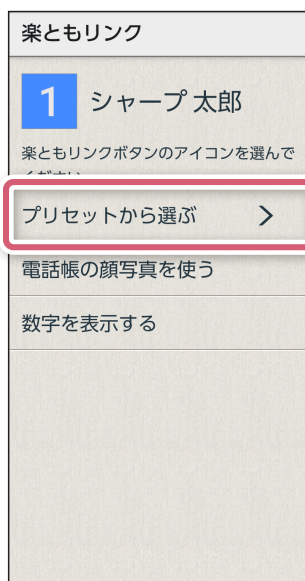 楽ともリンク
1 シャープ 太郎
楽ともリンクボタンのアイコンを選んで
プリセットから選ぶ
電話帳の顔写真を使う
数字を表示する